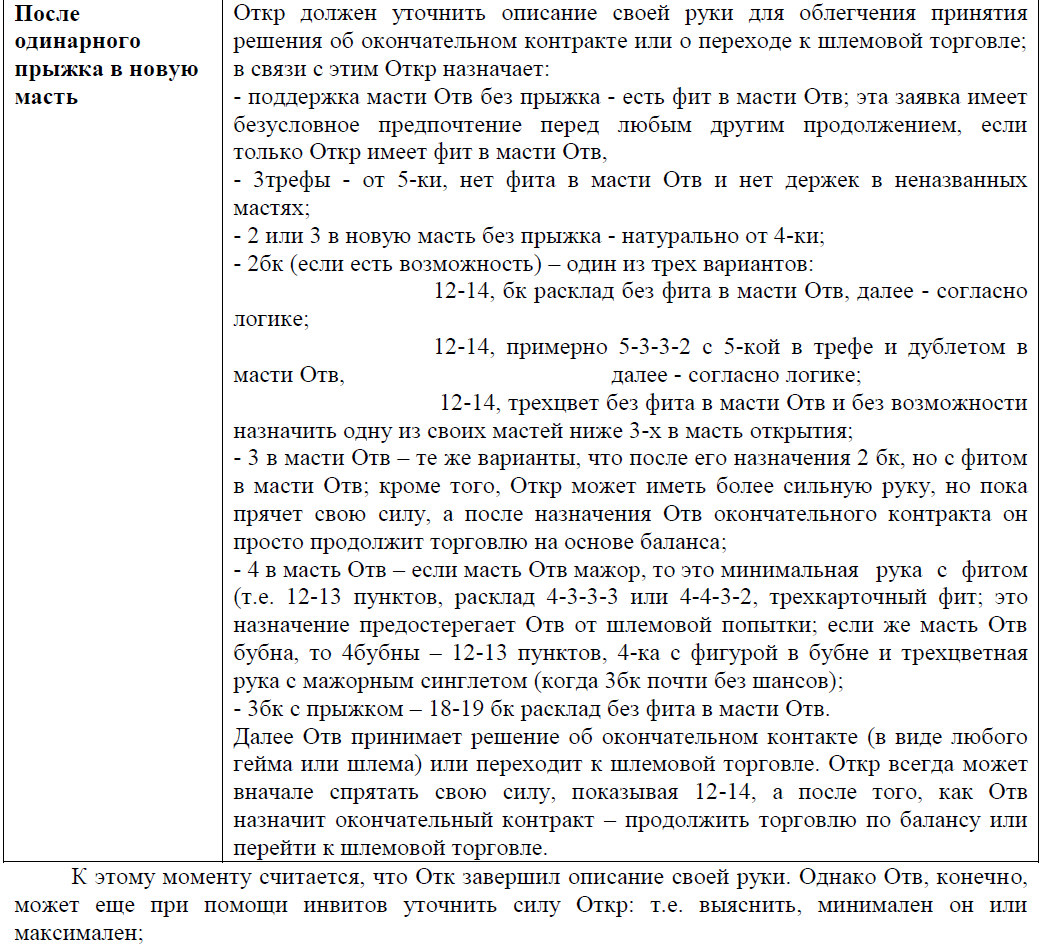 После
одинарного
прыжка в новую
масть
Откр должен уточнить описание своей руки для облегчения принятия
решения об окончательном контракте или о переходе к шлемовой торговле;
в связи с этим Откр назначает:
- поддержка масти Отв без прыжка - есть фит в масти Отв; эта заявка имеет
безусловное предпочтение перед любым другим продолжением, если
только Откр имеет фит в масти Отв,
- 3трефы - от 5-ки, нет фита в масти Отв и нет держек в неназванных
мастях;
- 2 или 3 в новую масть без прыжка - натурально от 4-ки;
- 2бк (если есть возможность) – один из трех вариантов:
12-14, бк расклад без фита в масти Отв, далее - согласно
логике;
12-14, примерно 5-3-3-2 с 5-кой в трефе и дублетом в
масти Отв, далее - согласно логике;
12-14, трехцвет без фита в масти Отв и без возможности
назначить одну из своих мастей ниже 3-х в масть открытия;
- 3 в масти Отв – те же варианты, что после его назначения 2 бк, но с фитом
в масти Отв; кроме того, Откр может иметь более сильную руку, но пока
прячет свою силу, а после назначения Отв окончательного контракта он
просто продолжит торговлю на основе баланса;
- 4 в масть Отв – если масть Отв мажор, то это минимальная рука с фитом
(т.е. 12-13 пунктов, расклад 4-3-3-3 или 4-4-3-2, трехкарточный фит; это
назначение предостерегает Отв от шлемовой попытки; если же масть Отв
бубна, то 4бубны – 12-13 пунктов, 4-ка с фигурой в бубне и трехцветная
рука с мажорным синглетом (когда 3бк почти без шансов);
- 3бк с прыжком – 18-19 бк расклад без фита в масти Отв.
Далее Отв принимает решение об окончательном контакте (в виде любого
гейма или шлема) или переходит к шлемовой торговле. Откр всегда может
вначале спрятать свою силу, показывая 12-14, а после того, как Отв
назначит окончательный контракт – продолжить торговлю по балансу или
перейти к шлемовой торговле.
К этому моменту считается, что Отк завершил описание своей руки. Однако Отв, конечно,
может еще при помощи инвитов уточнить силу Откр: т.е. выяснить, минимален он или
максимален;